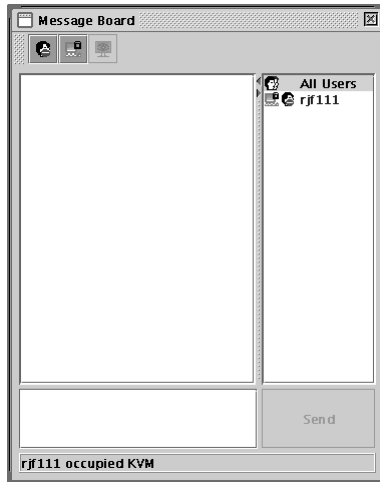 Message Board
All Users
rjf111
Send
rjf111 occupied KVM